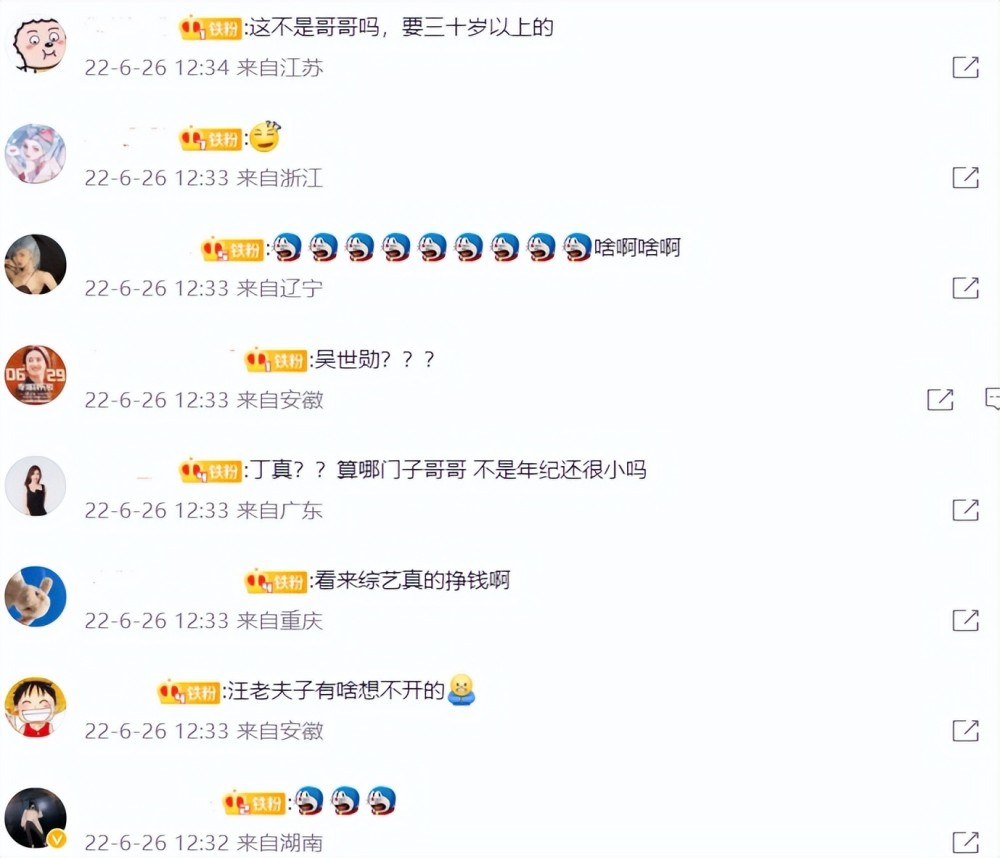 铁粉:这不是哥哥吗，要三十岁以上的
22-6-26 12:34 来自江苏
铁粉:
22-6-26 12:33 来自浙江
铁粉:啥啊啥啊
22-6-26 12:33 来自辽宁
铁粉:吴世勋？？？
22-6-26 12:33 来自安徽
06 29
铁粉:丁真？？算哪门子哥哥 不是年纪还很小吗
22-6-26 12:33 来自广东
铁粉:看来综艺真的挣钱啊
22-6-26 12:33 来自重庆
铁粉:汪老夫子有啥想不开的
22-6-26 12:33 来自安徽
铁粉:
22-6-26 12:32 来自湖南